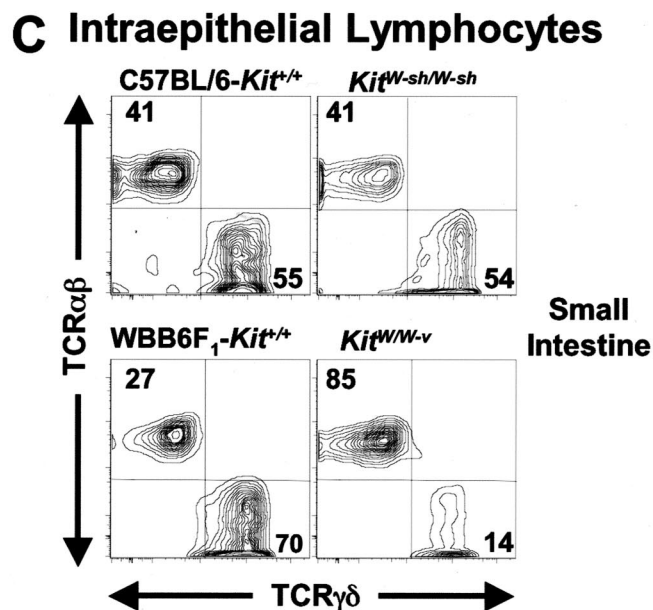 C Intraepithelial Lymphocytes
C57BL/6-Kit+/+ KitW-sh/W-sh
41 41
55 54
TCRαβ
Small
Intestine
WBB6F1-Kit+/+ KitW/W-v
27 85
70 14
TCRγδ